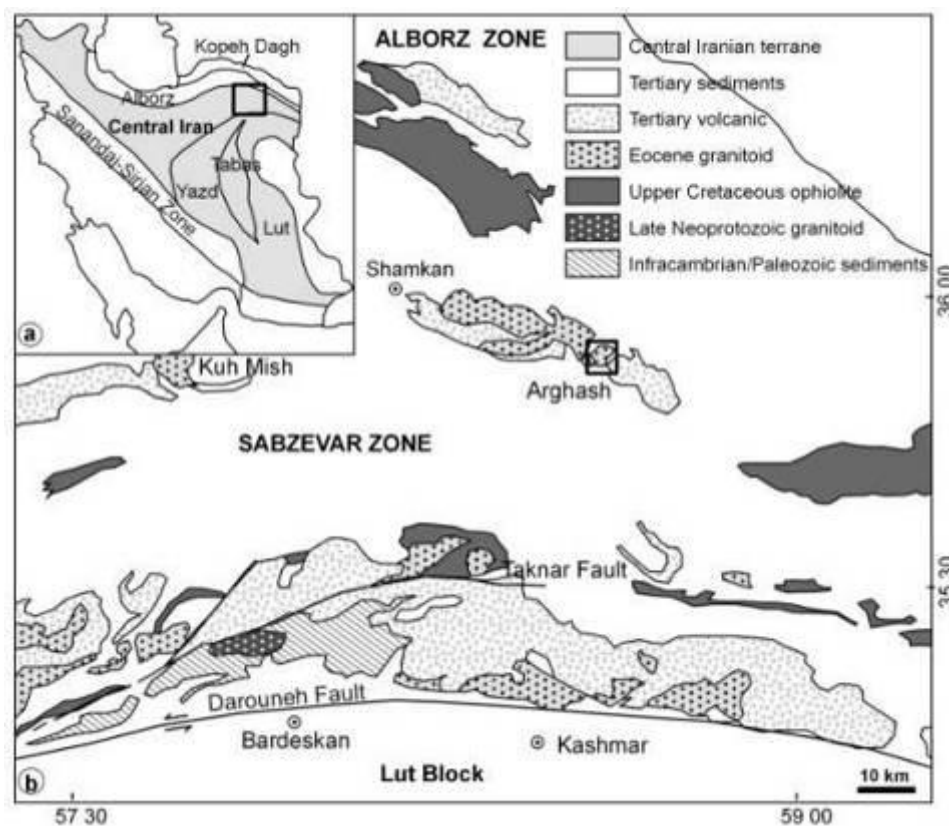 Kopeh Dagh
Alborz
Central Iran
Sanandaj-Sirjan Zone
Tabas
Yazd
Lut
a
ALBORZ ZONE
Central Iranian terrane
Tertiary sediments
Tertiary volcanic
Eocene granitoid
Upper Cretaceous ophiolite
Late Neoprotozoic granitoid
Infracambrian/Paleozoic sediments
Shamkan
36 00
Kuh Mish
Arghash
SABZEVAR ZONE
Taknar Fault
35 30
Darouneh Fault
Bardeskan
Kashmar
b
Lut Block
10 km
57 30
59 00